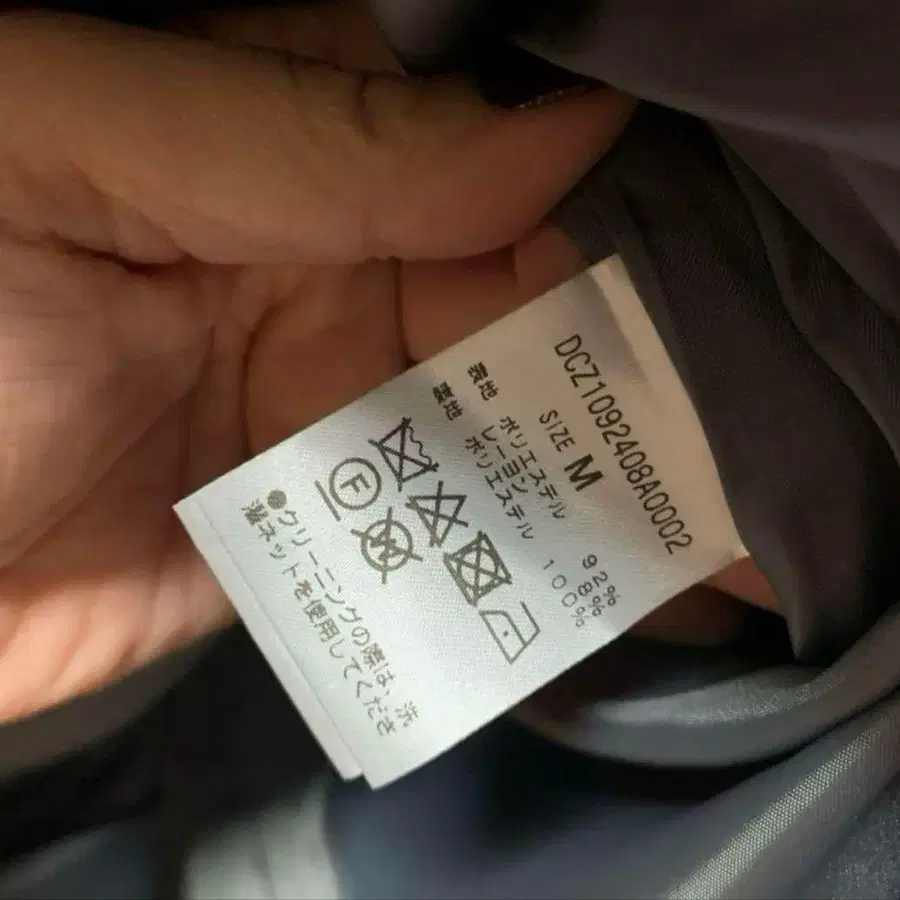 DCZ1092408A0002
SIZE M
表地 ポリエステル 92%
レーヨン 8%
裏地 ポリエステル 100%
F
W
●クリーニングの際は、洗
濯ネットを使用してくださ